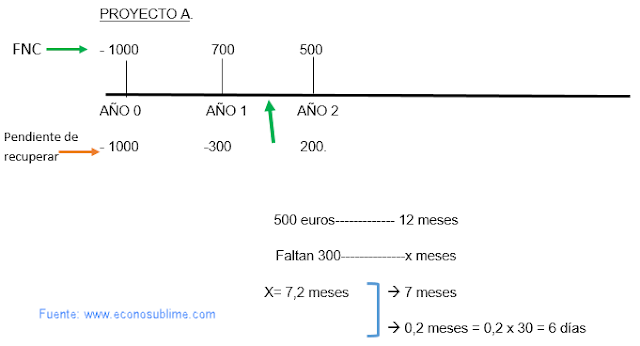 PROYECTO A.
FNC - 1000 700 500
AÑO 0 AÑO 1 AÑO 2
Pendiente de
recuperar - 1000 -300 200.
500 euros------------- 12 meses
Faltan 300--------------x meses
X= 7,2 meses → 7 meses
Fuente: www.econosublime.com
→ 0,2 meses = 0,2 x 30 = 6 días